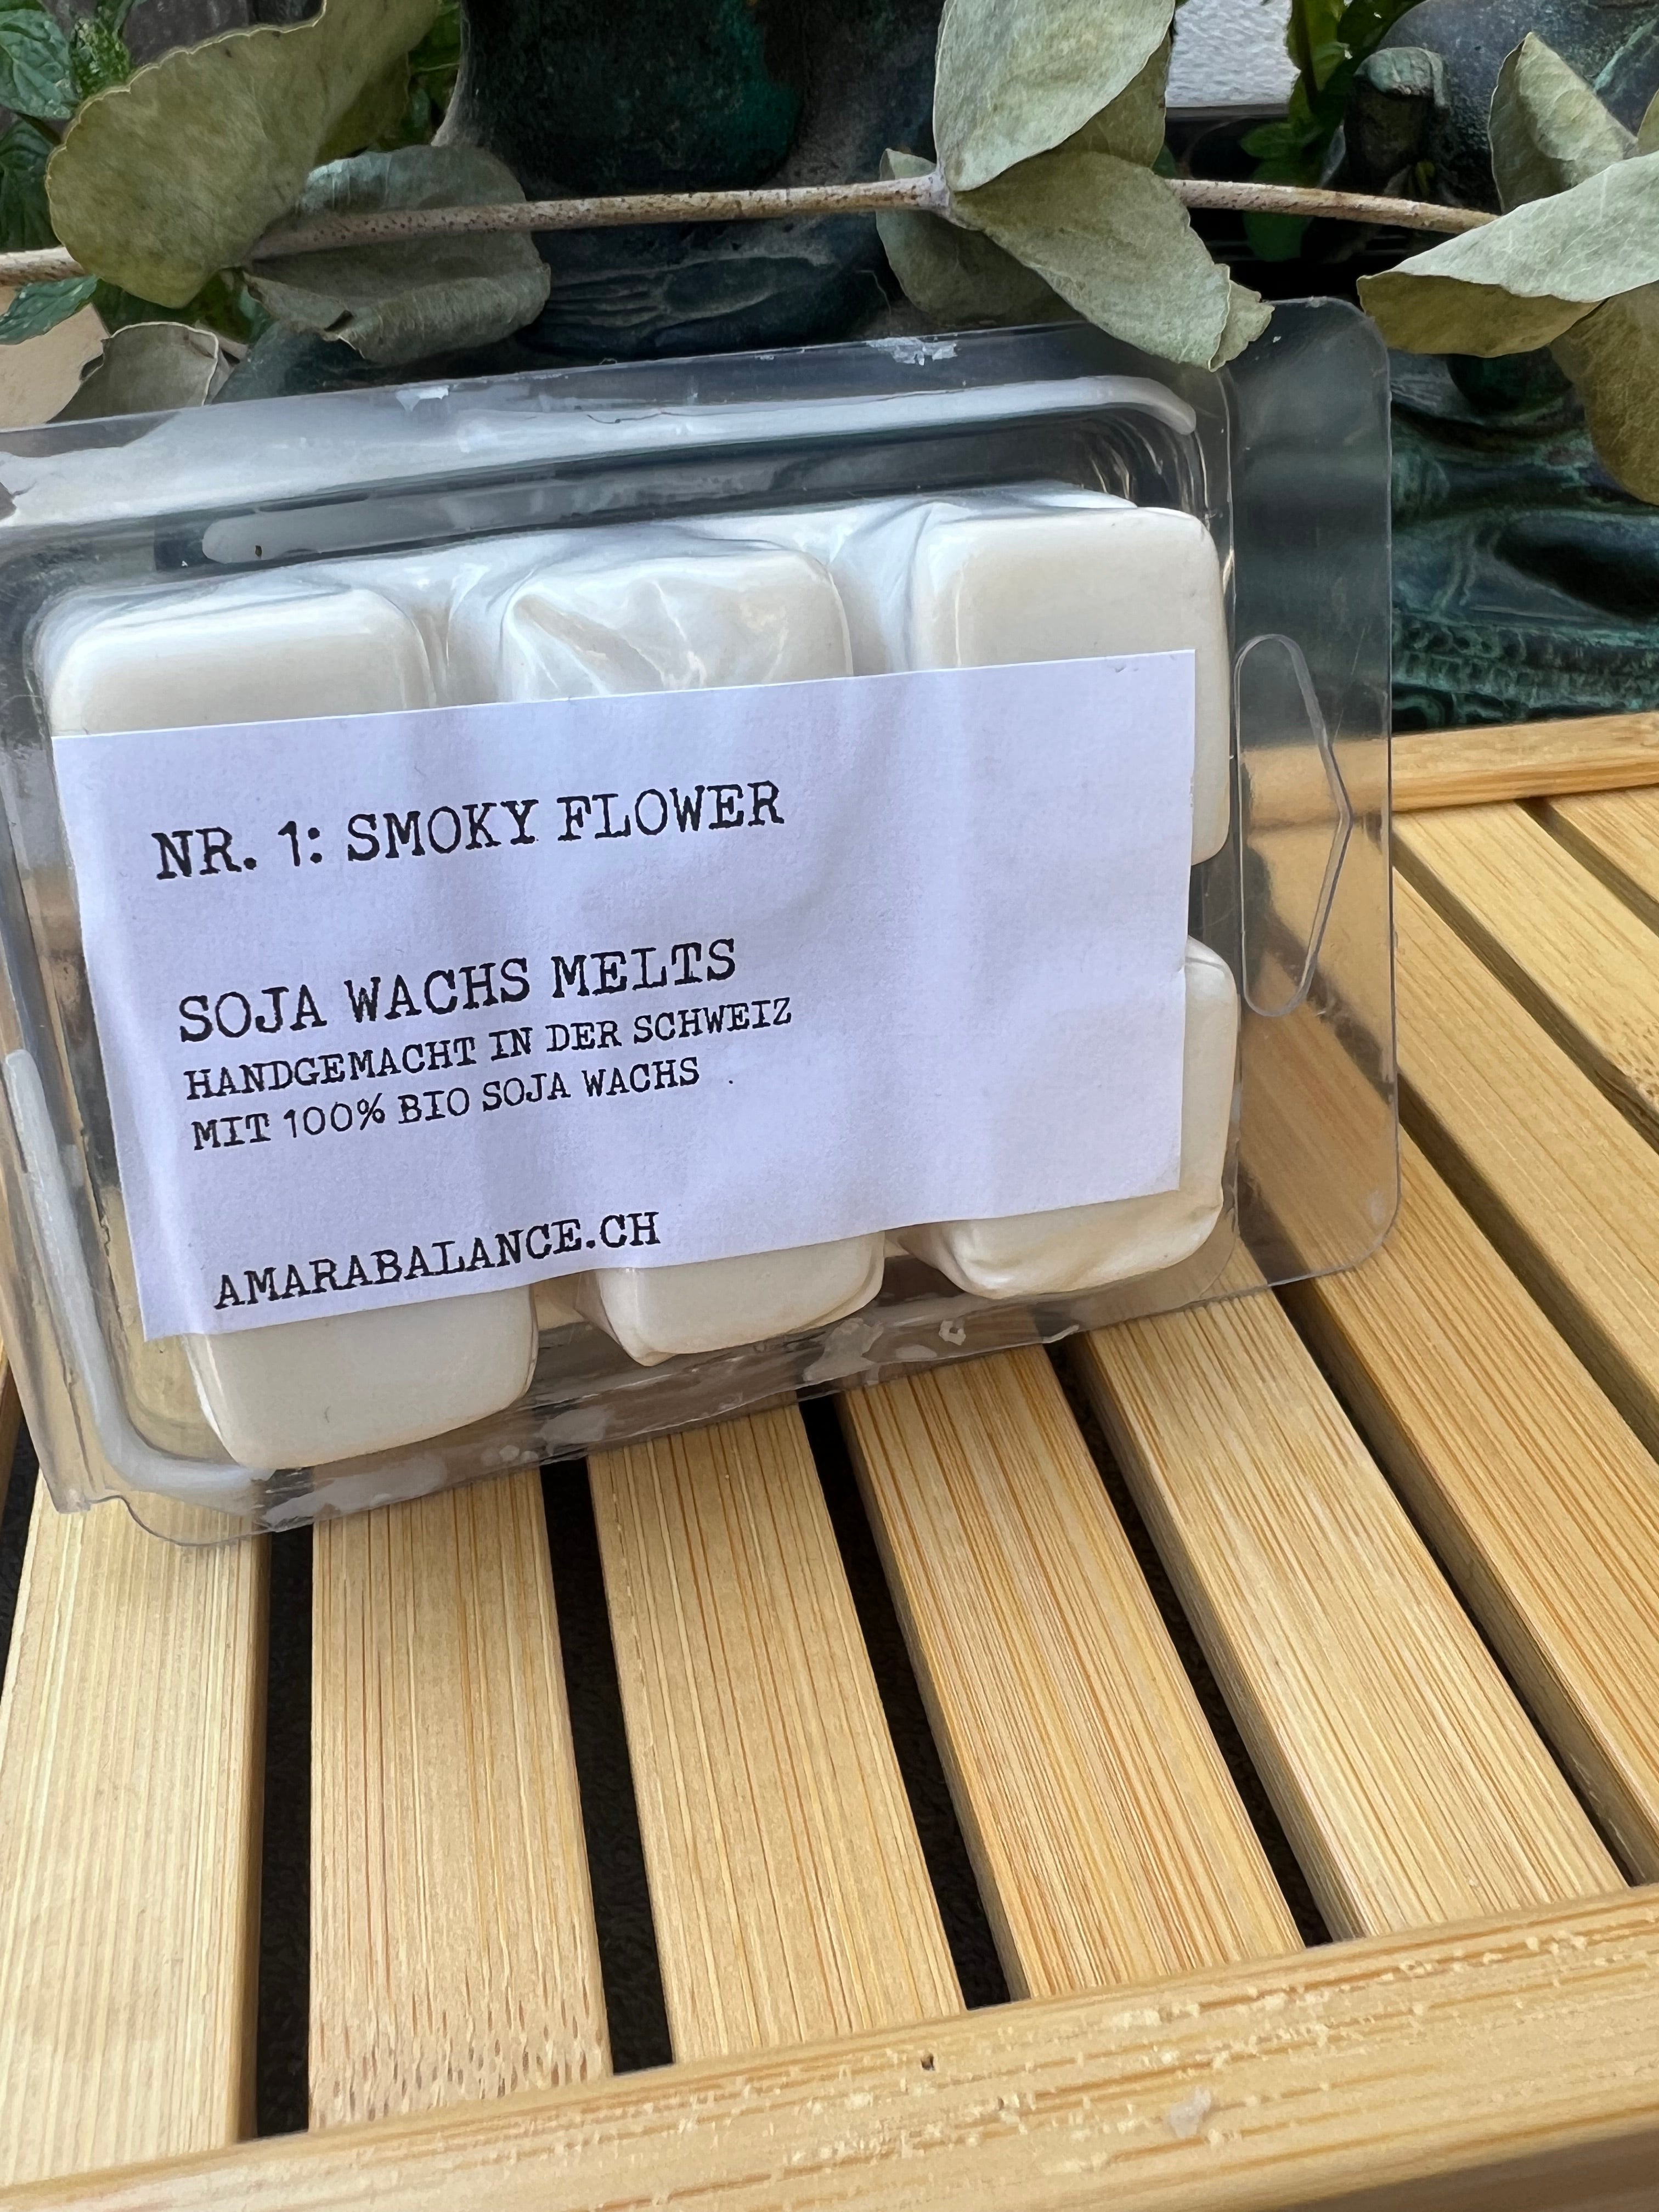 NR. 1: SMOKY FLOWER
SOJA WACHS MELTS
HANDGEMACHT IN DER SCHWEIZ
MIT 100% BIO SOJA WACHS
AMARABALANCE.CH